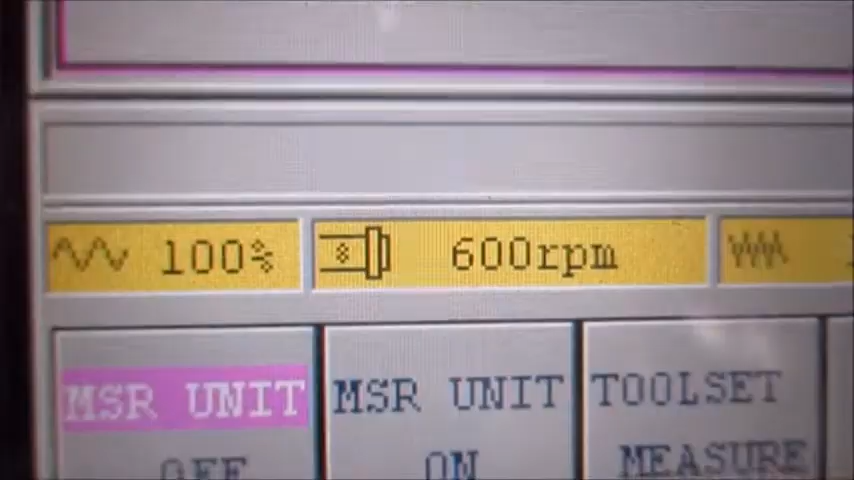 100% 600rpm
MSR UNIT MSR UNIT TOOLSET
OFF ON MEASURE